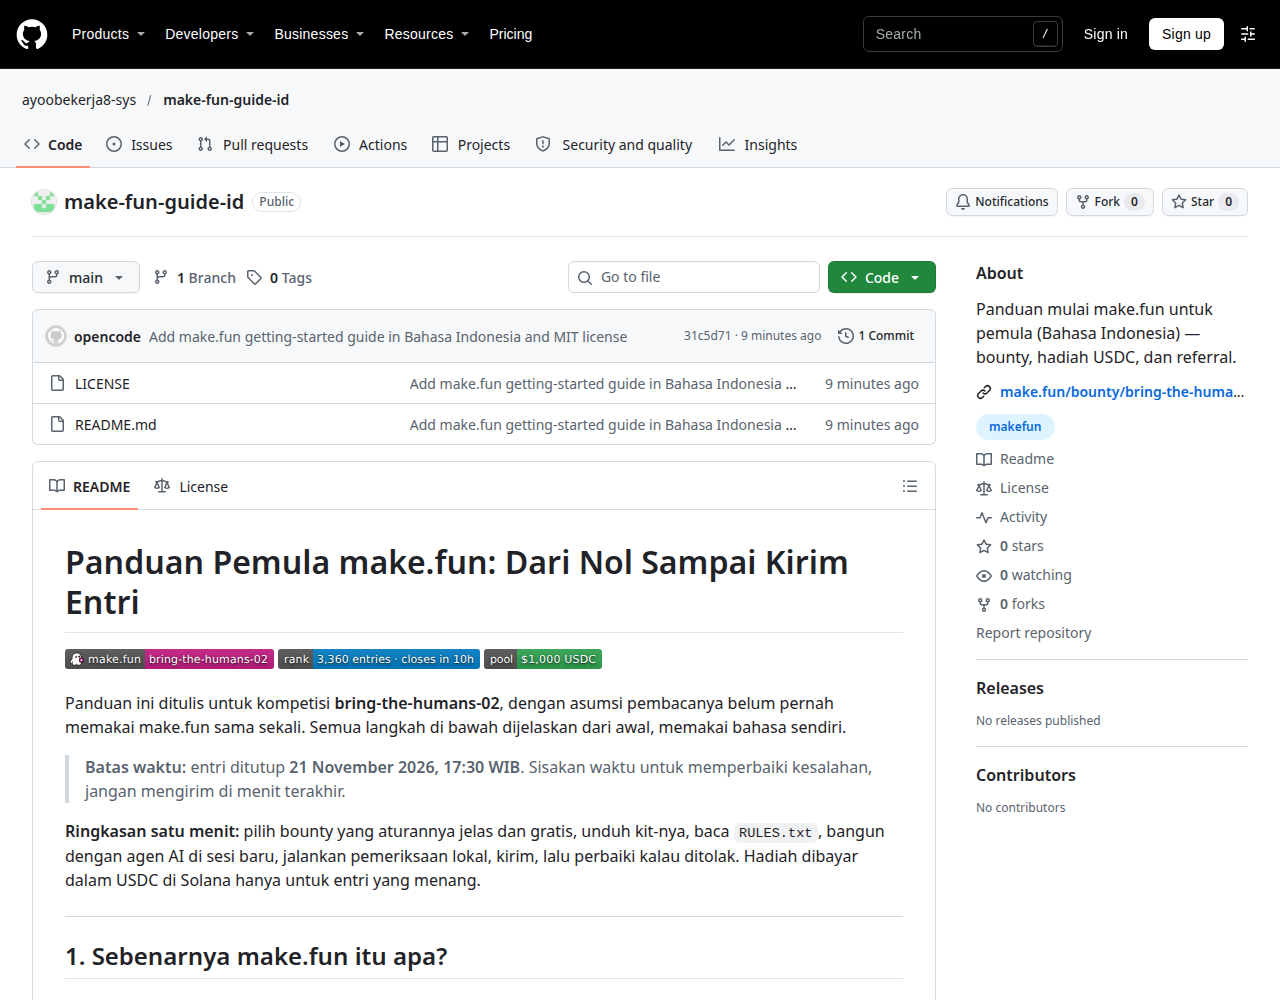 Products Developers Businesses Resources Pricing Search / Sign in Sign up
ayoobekerja8-sys / make-fun-guide-id
Code Issues Pull requests Actions Projects Security and quality Insights
make-fun-guide-id Public Notifications Fork 0 Star 0
main 1 Branch 0 Tags Go to file Code
opencode Add make.fun getting-started guide in Bahasa Indonesia and MIT license 31c5d71 · 9 minutes ago 1 Commit
LICENSE Add make.fun getting-started guide in Bahasa Indonesia ... 9 minutes ago
README.md Add make.fun getting-started guide in Bahasa Indonesia ... 9 minutes ago
README License
Panduan Pemula make.fun: Dari Nol Sampai Kirim
Entri
make.fun bring-the-humans-02 rank 3,360 entries · closes in 10h pool $1,000 USDC
Panduan ini ditulis untuk kompetisi bring-the-humans-02, dengan asumsi pembacanya belum pernah
memakai make.fun sama sekali. Semua langkah di bawah dijelaskan dari awal, memakai bahasa sendiri.
Batas waktu: entri ditutup 21 November 2026, 17:30 WIB. Sisakan waktu untuk memperbaiki kesalahan,
jangan mengirim di menit terakhir.
Ringkasan satu menit: pilih bounty yang aturannya jelas dan gratis, unduh kit-nya, baca RULES.txt, bangun
dengan agen AI di sesi baru, jalankan pemeriksaan lokal, kirim, lalu perbaiki kalau ditolak. Hadiah dibayar
dalam USDC di Solana hanya untuk entri yang menang.
1. Sebenarnya make.fun itu apa?
About
Panduan mulai make.fun untuk
pemula (Bahasa Indonesia) —
bounty, hadiah USDC, dan referral.
make.fun/bounty/bring-the-huma...
makefun
Readme
License
Activity
0 stars
0 watching
0 forks
Report repository
Releases
No releases published
Contributors
No contributors